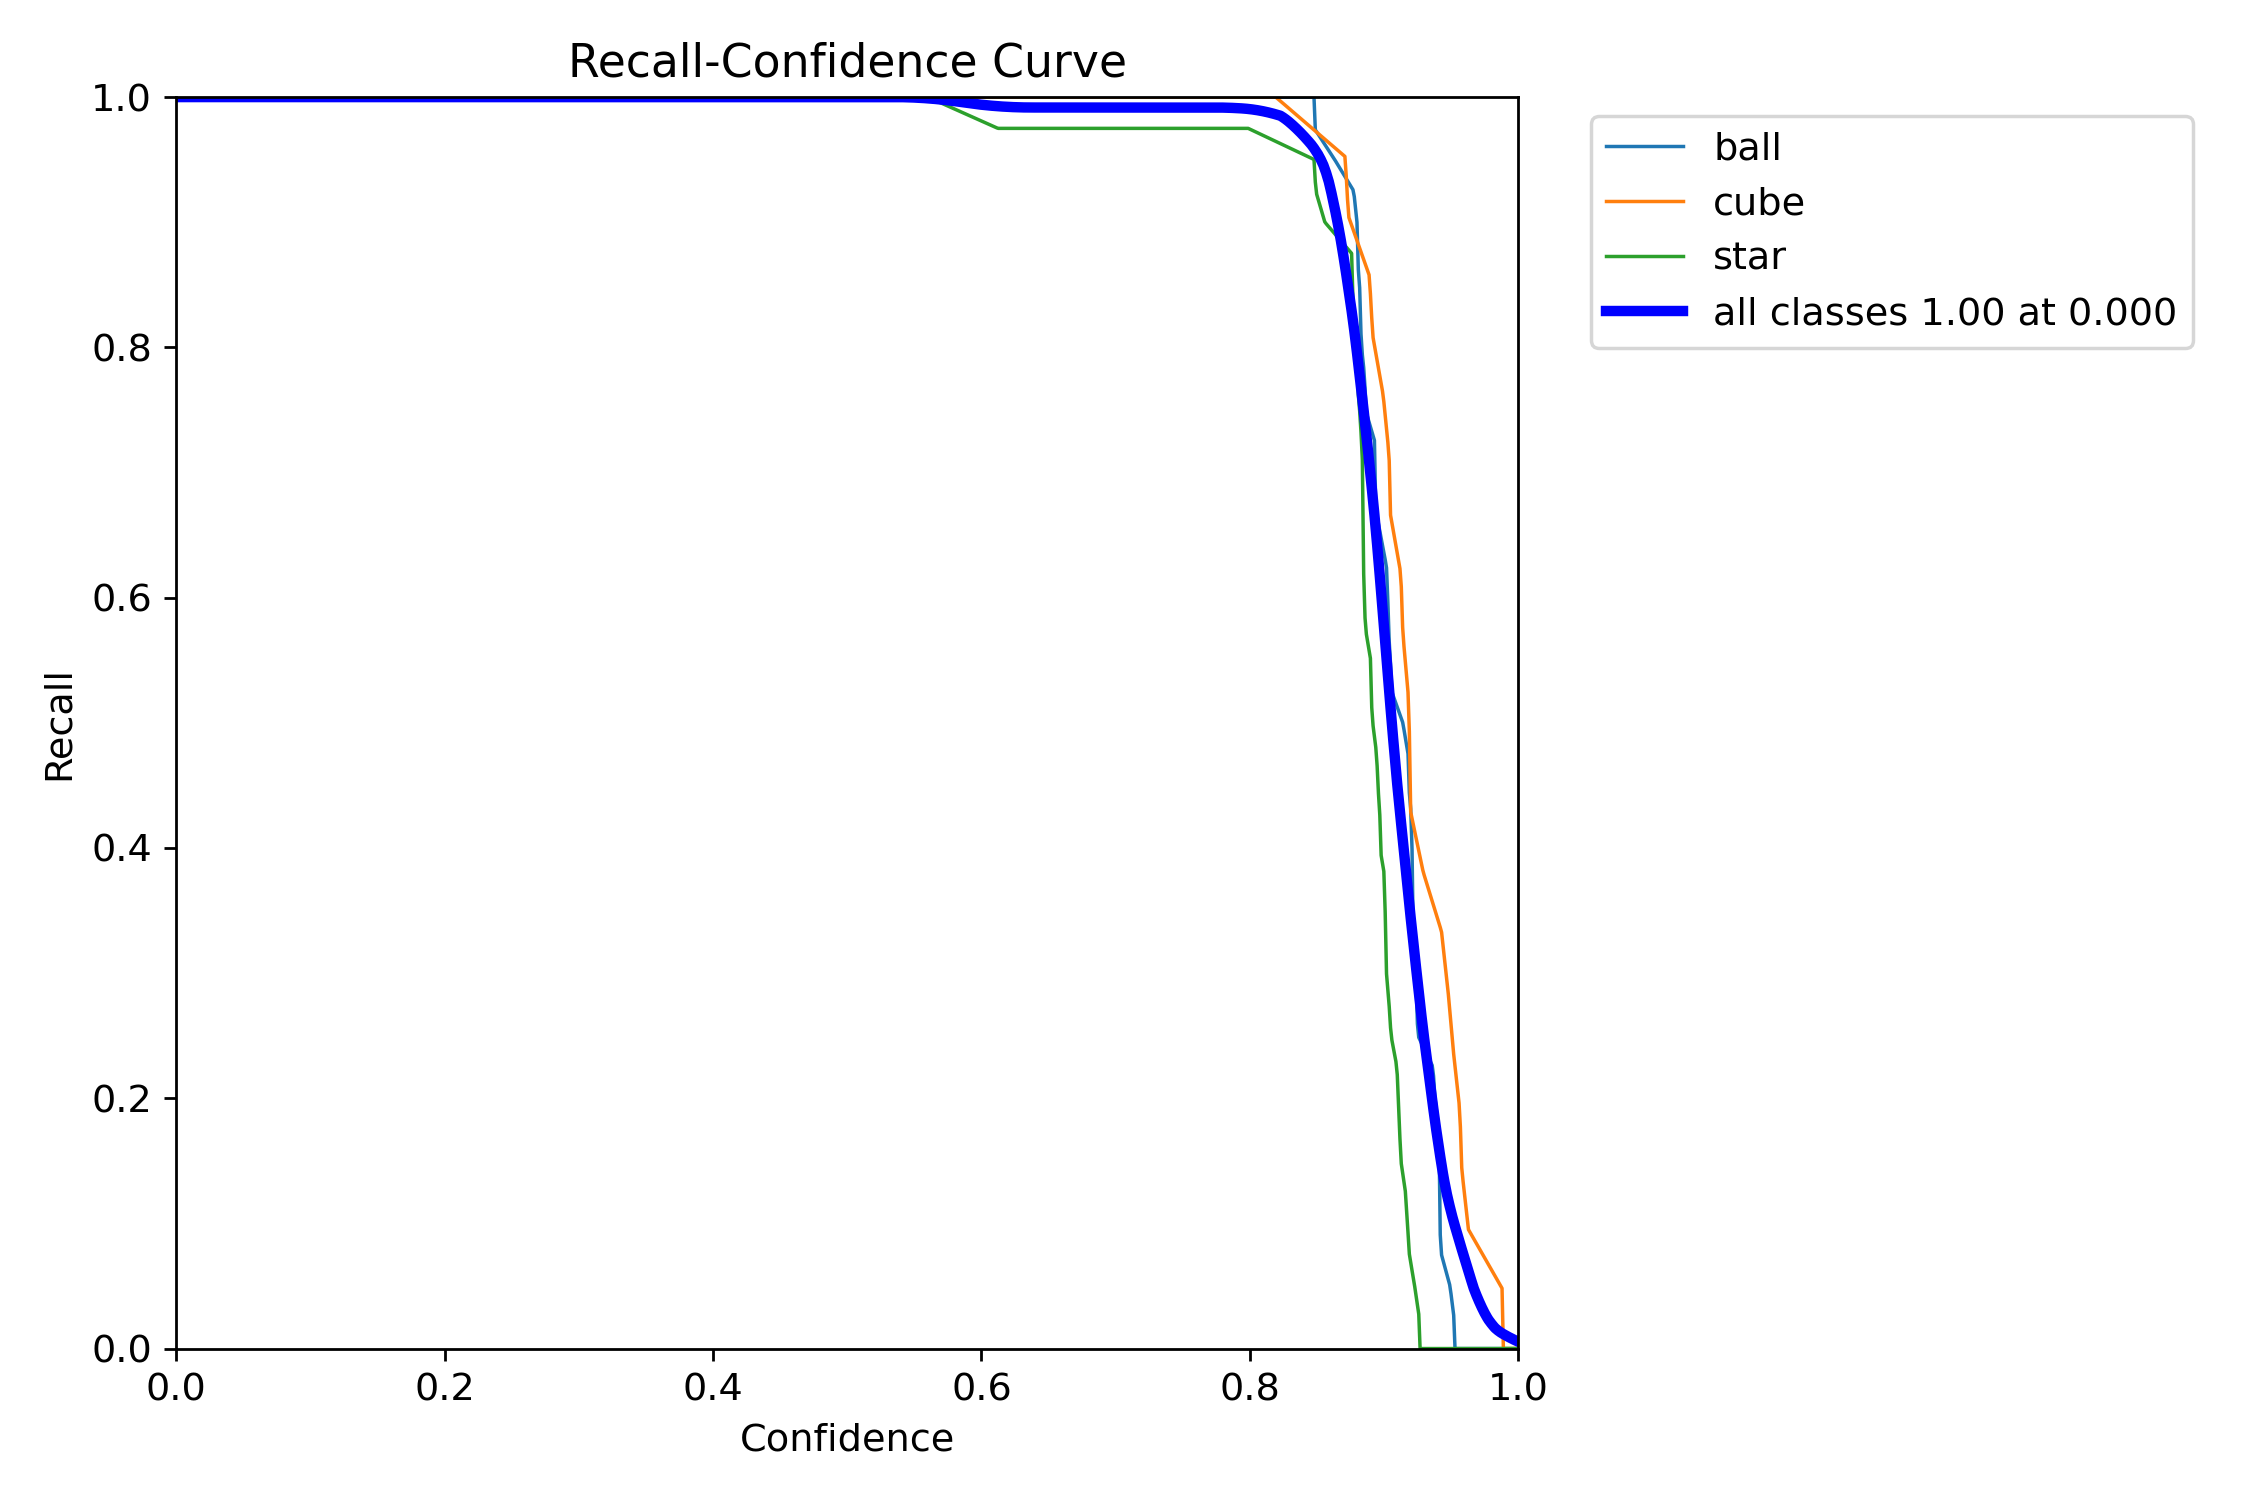 Recall-Confidence Curve
1.0
0.8
0.6
0.4
0.2
0.0
Recall
0.0 0.2 0.4 0.6 0.8 1.0
Confidence
ball
cube
star
all classes 1.00 at 0.000